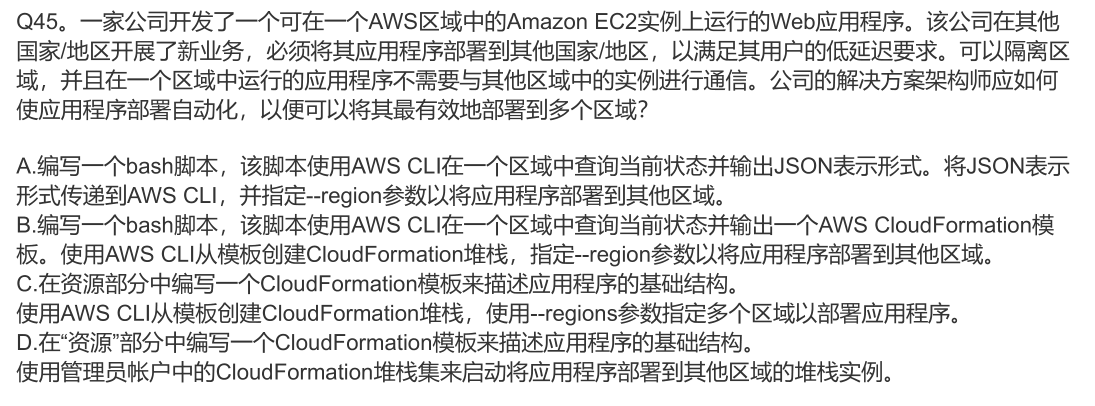 Q45。一家公司开发了一个可在一个AWS区域中的Amazon EC2实例上运行的Web应用程序。该公司在其他
国家/地区开展了新业务，必须将其应用程序部署到其他国家/地区，以满足其用户的低延迟要求。可以隔离区
域，并且在一个区域中运行的应用程序不需要与其他区域中的实例进行通信。公司的解决方案架构师应如何
使应用程序部署自动化，以便可以将其最有效地部署到多个区域？
A.编写一个bash脚本，该脚本使用AWS CLI在一个区域中查询当前状态并输出JSON表示形式。将JSON表示
形式传递到AWS CLI，并指定--region参数以将应用程序部署到其他区域。
B.编写一个bash脚本，该脚本使用AWS CLI在一个区域中查询当前状态并输出一个AWS CloudFormation模
板。使用AWS CLI从模板创建CloudFormation堆栈，指定--region参数以将应用程序部署到其他区域。
C.在资源部分中编写一个CloudFormation模板来描述应用程序的基础结构。
使用AWS CLI从模板创建CloudFormation堆栈，使用--regions参数指定多个区域以部署应用程序。
D.在“资源”部分中编写一个CloudFormation模板来描述应用程序的基础结构。
使用管理员帐户中的CloudFormation堆栈集来启动将应用程序部署到其他区域的堆栈实例。